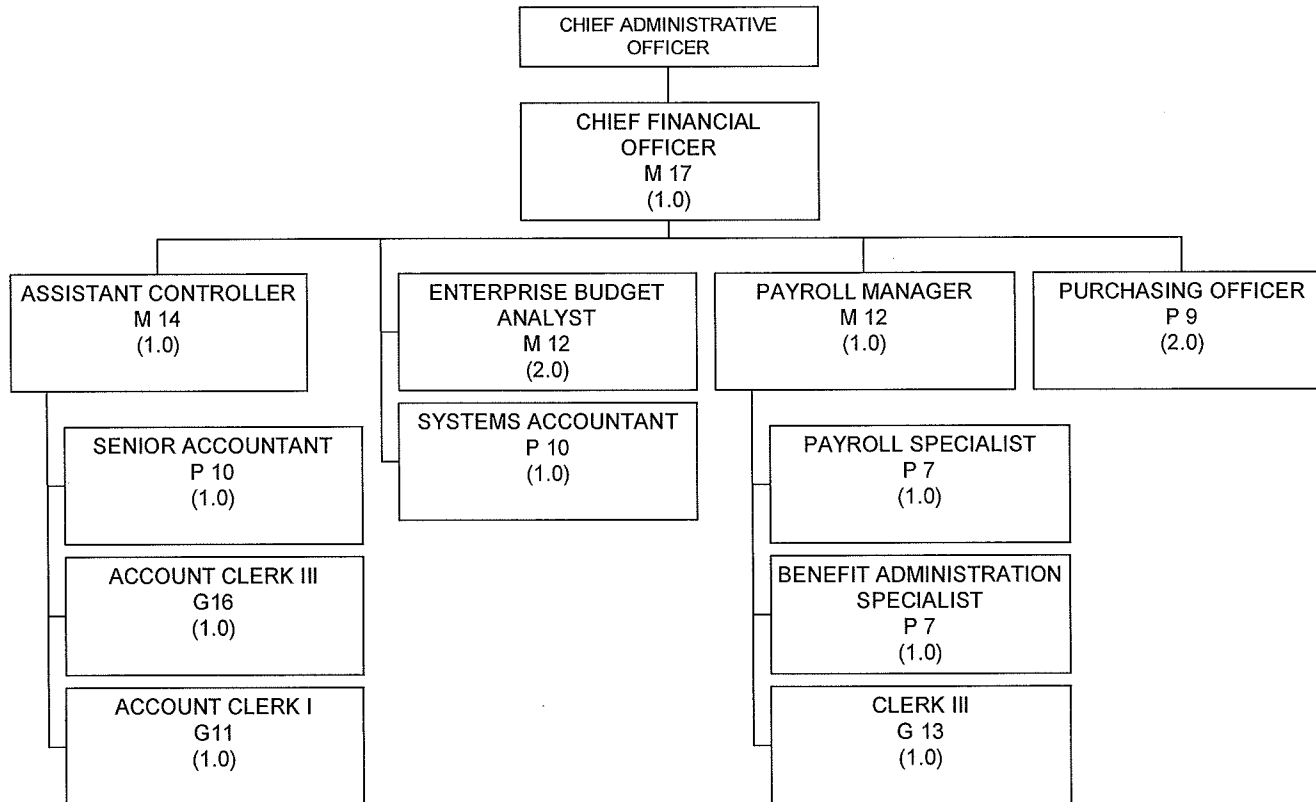 CHIEF ADMINISTRATIVE
OFFICER
CHIEF FINANCIAL
OFFICER
M 17
(1.0)
ASSISTANT CONTROLLER
M 14
(1.0)
ENTERPRISE BUDGET
ANALYST
M 12
(2.0)
PAYROLL MANAGER
M 12
(1.0)
PURCHASING OFFICER
P 9
(2.0)
SENIOR ACCOUNTANT
P 10
(1.0)
ACCOUNT CLERK III
G16
(1.0)
ACCOUNT CLERK I
G11
(1.0)
SYSTEMS ACCOUNTANT
P 10
(1.0)
PAYROLL SPECIALIST
P 7
(1.0)
BENEFIT ADMINISTRATION
SPECIALIST
P 7
(1.0)
CLERK III
G 13
(1.0)